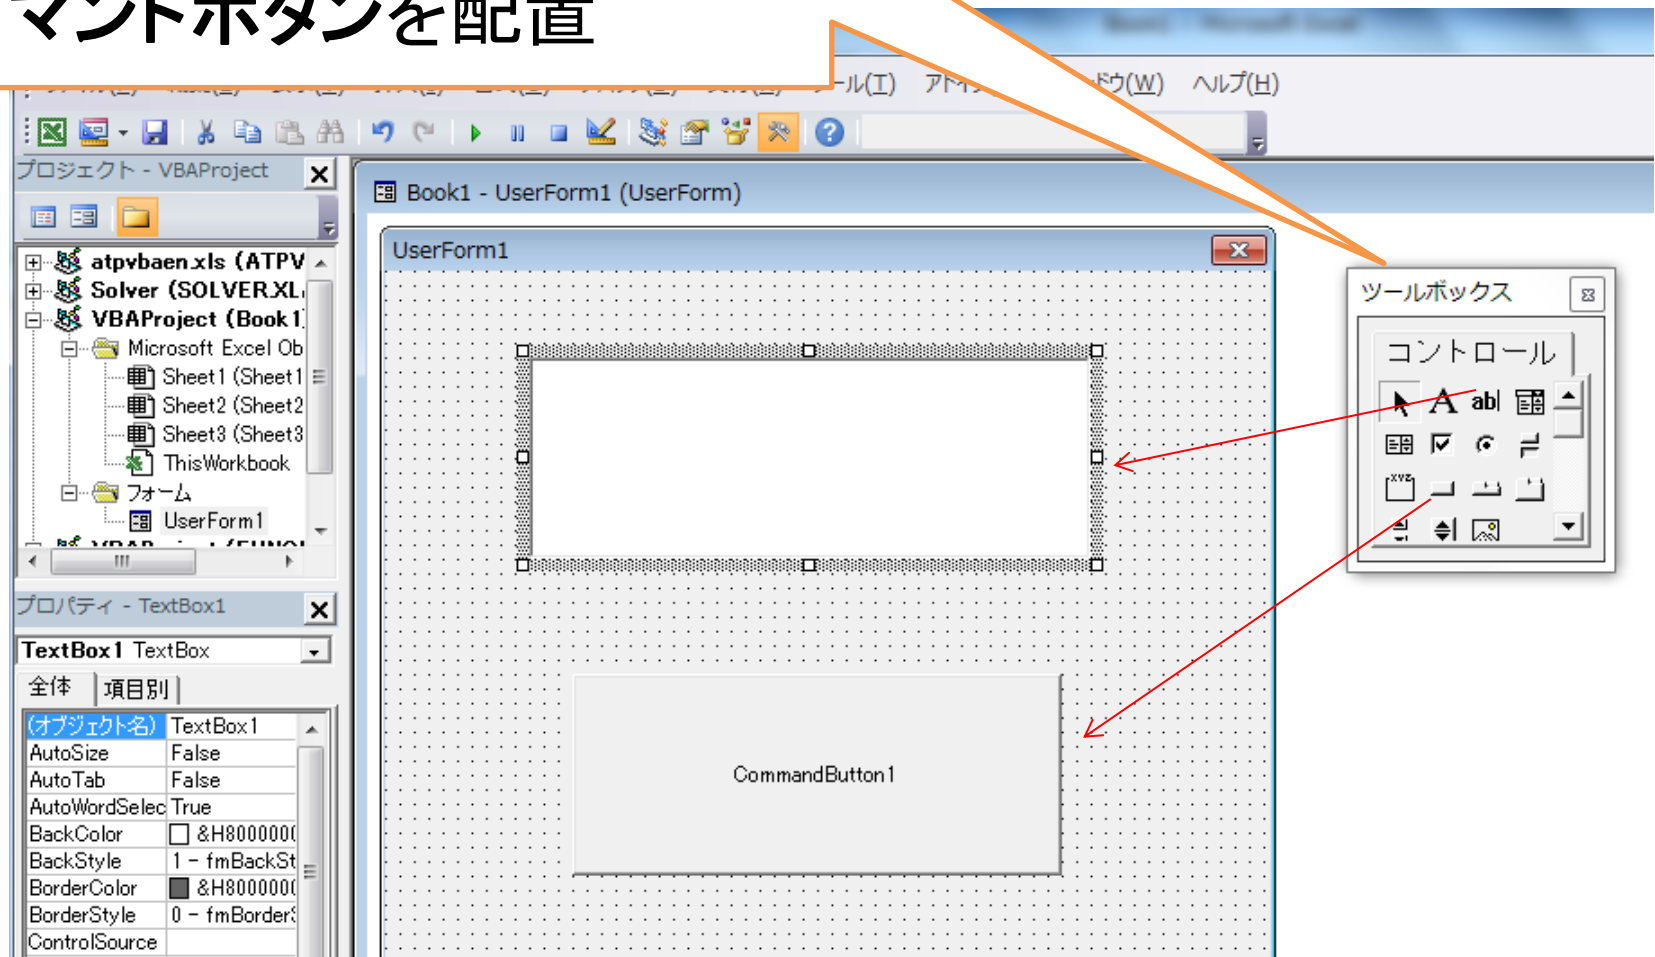 マンドボタンを配置
ール(T)
ヘルプ(H)
プロジェクト - VBAProject
Book1 - UserForm1 (UserForm)
UserForm1
atpvbaen.xls (ATPV
Solver (SOLVER.XL
VBAProject (Book1
Microsoft Excel Ob
Sheet1 (Sheet1
Sheet2 (Sheet2
Sheet3 (Sheet3
ThisWorkbook
フォーム
UserForm1
ツールボックス
コントロール
A
ab
xyz
プロパティ - TextBox1
TextBox1 TextBox
全体 項目別
(オブジェクト名) TextBox1
AutoSize False
AutoTab False
AutoWordSelec True
BackColor &H8000000
BackStyle 1 - fmBackSt
BorderColor &H8000000
BorderStyle 0 - fmBorderS
ControlSource
CommandButton1